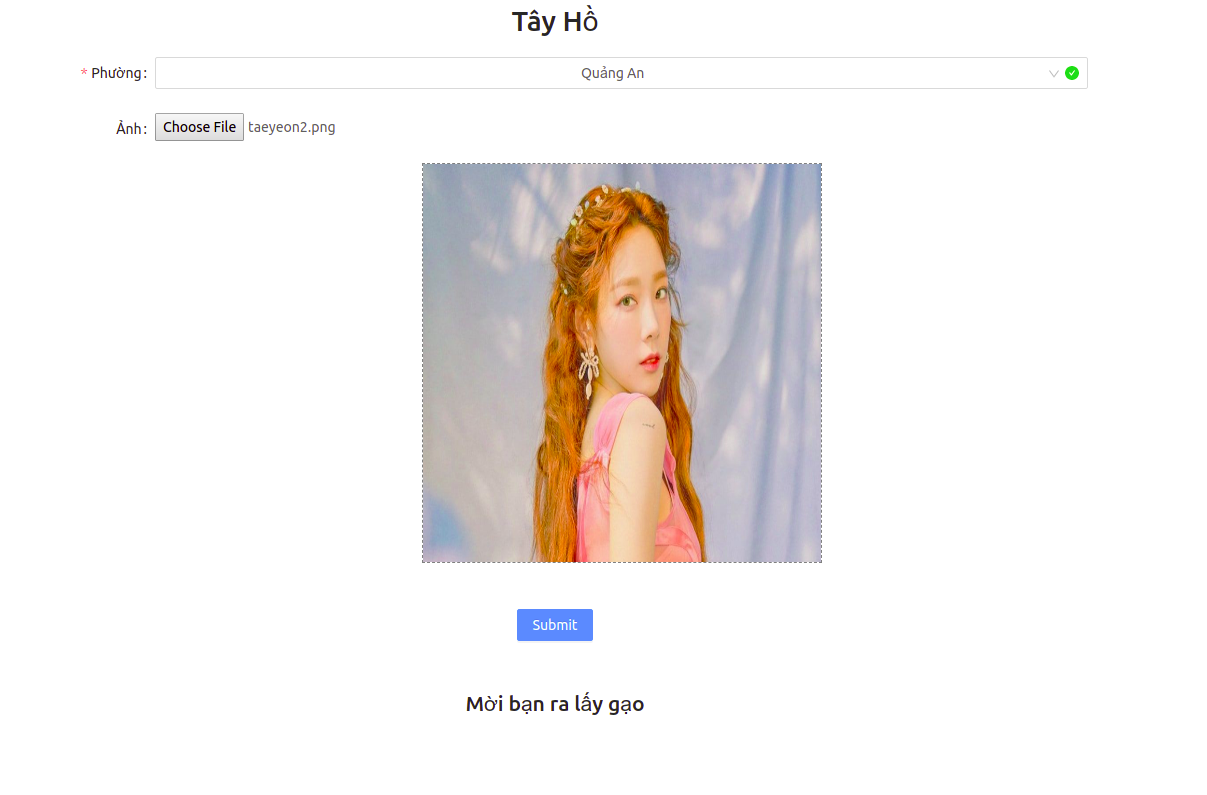 Tây Hồ
* Phường: Quảng An
Ảnh: Choose File taeyeon2.png
Submit
Mời bạn ra lấy gạo